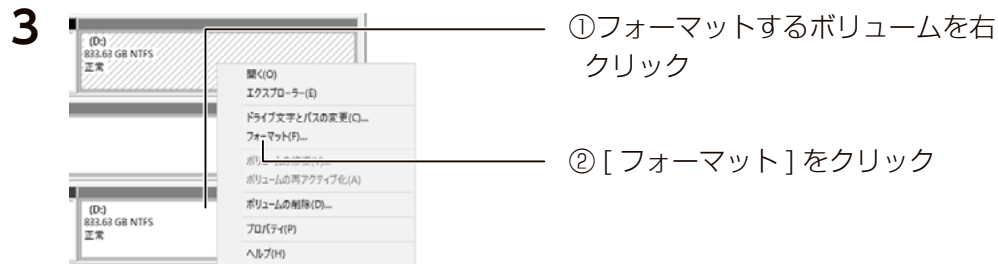 3
(D:)
833.63 GB NTFS
正常
開く(O)
エクスプローラー(E)
ドライブ文字とパスの変更(C)...
フォーマット(F)...
ボリュームの再アクティブ化(A)
ボリュームの削除(D)...
プロパティ(P)
ヘルプ(H)
(D:)
833.63 GB NTFS
正常
①フォーマットするボリュームを右
クリック
② [ フォーマット ] をクリック